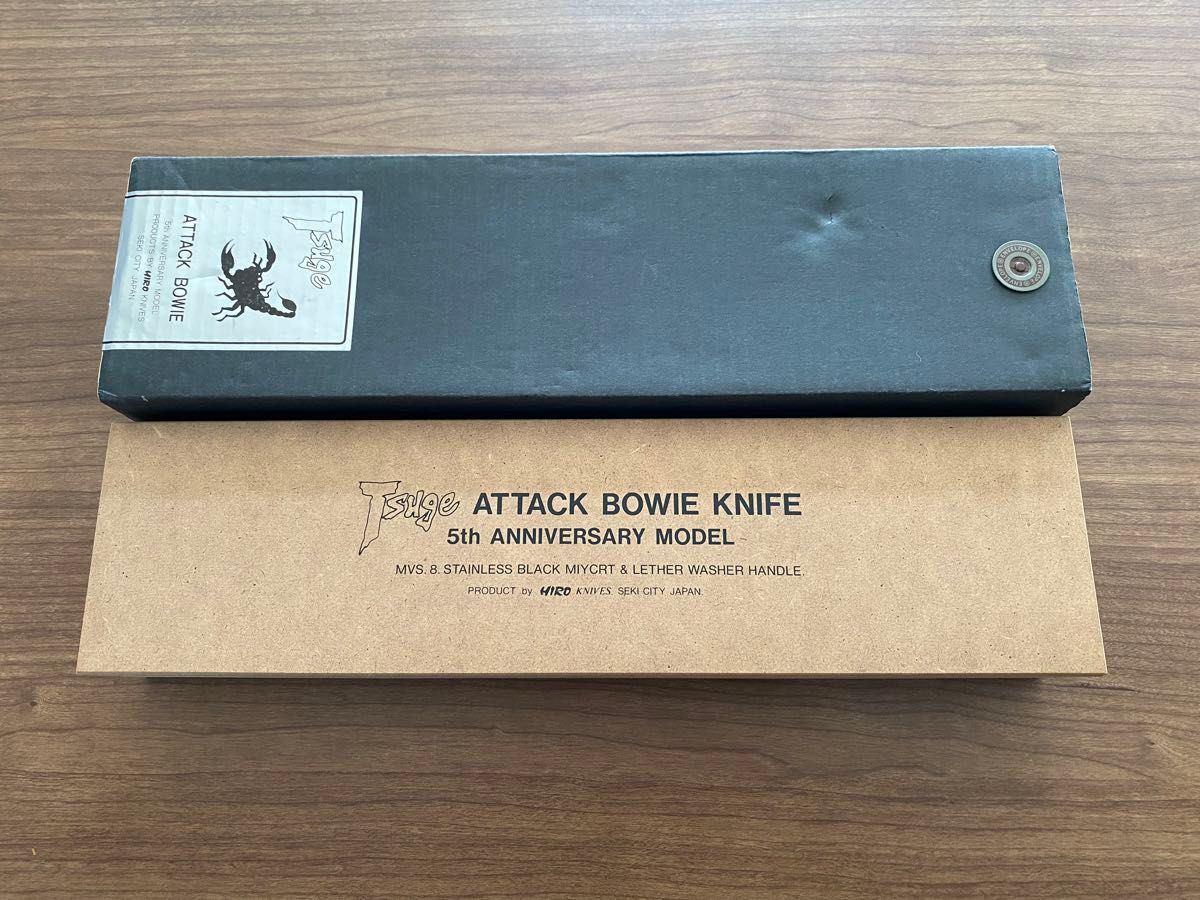 Tsuge
ATTACK BOWIE
5th ANNIVERSARY MODEL
PRODUCTS BY HIRO KNIVES
SEKI CITY JAPAN
Tsuge ATTACK BOWIE KNIFE
5th ANNIVERSARY MODEL
MVS. 8. STAINLESS BLACK MIYCRT & LETHER WASHER HANDLE.
PRODUCT by HIRO KNIVES. SEKI CITY JAPAN.